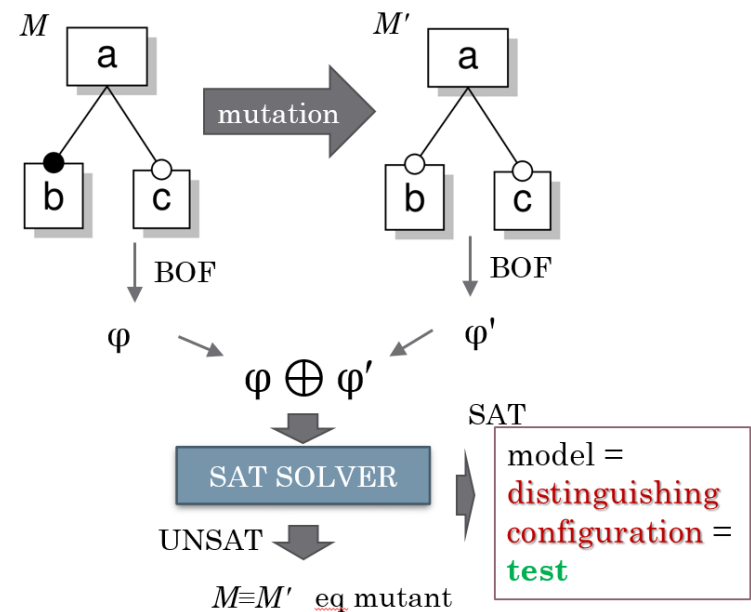 M
M'
a
a
mutation
b
c
b
c
BOF
BOF
φ
φ'
φ ⊕ φ′
SAT
SAT SOLVER
model =
distinguishing
configuration =
test
UNSAT
M≡M' eq mutant